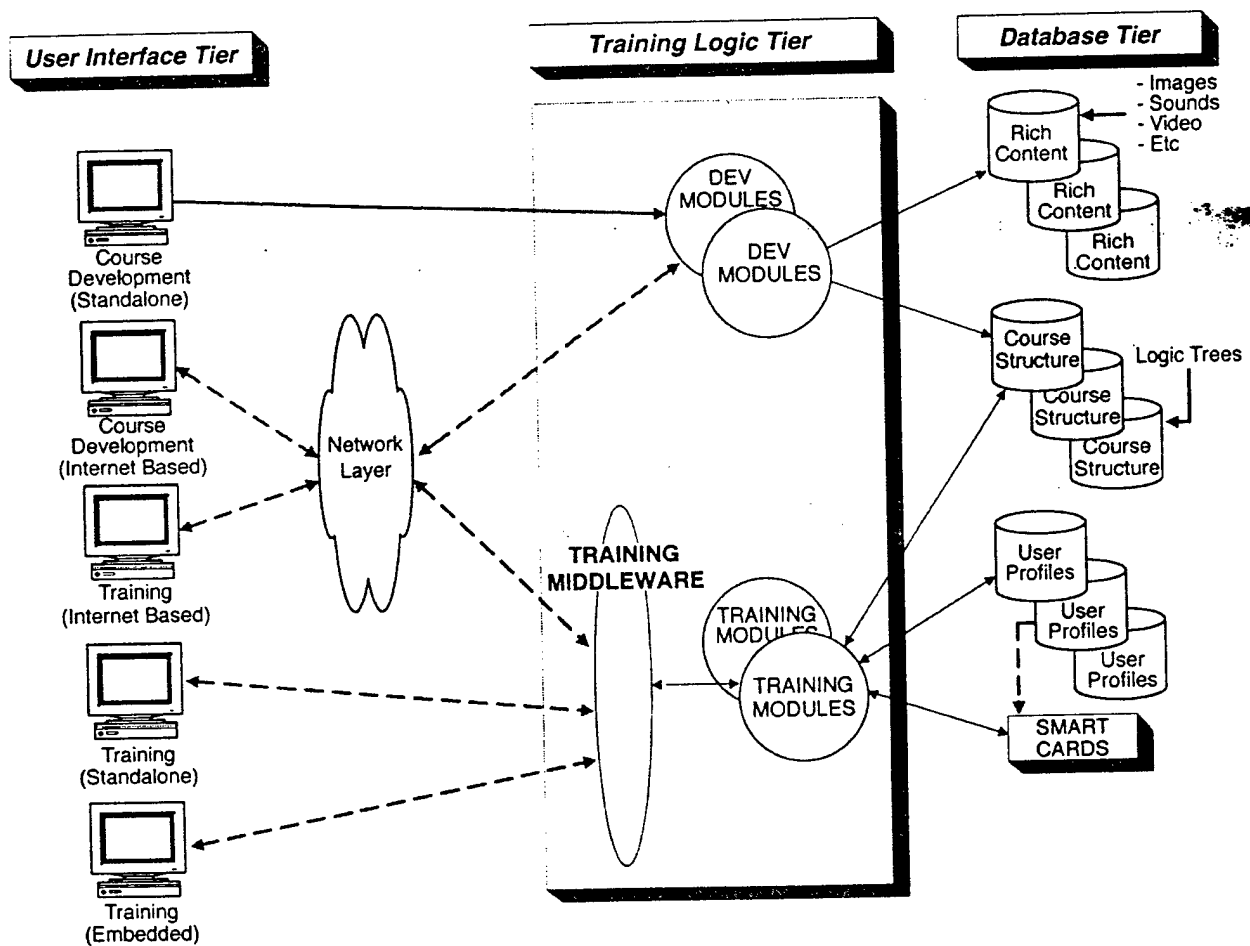 User Interface Tier
Training Logic Tier
Database Tier
Course
Development
(Standalone)
Course
Development
(Internet Based)
Training
(Internet Based)
Training
(Standalone)
Training
(Embedded)
Network
Layer
DEV
MODULES
DEV
MODULES
TRAINING
MIDDLEWARE
TRAINING
MODULES
TRAINING
MODULES
Rich
Content
Rich
Content
Rich
Content
- Images
- Sounds
- Video
- Etc
Course
Structure
Course
Structure
Course
Structure
Logic Trees
User
Profiles
User
Profiles
User
Profiles
SMART
CARDS